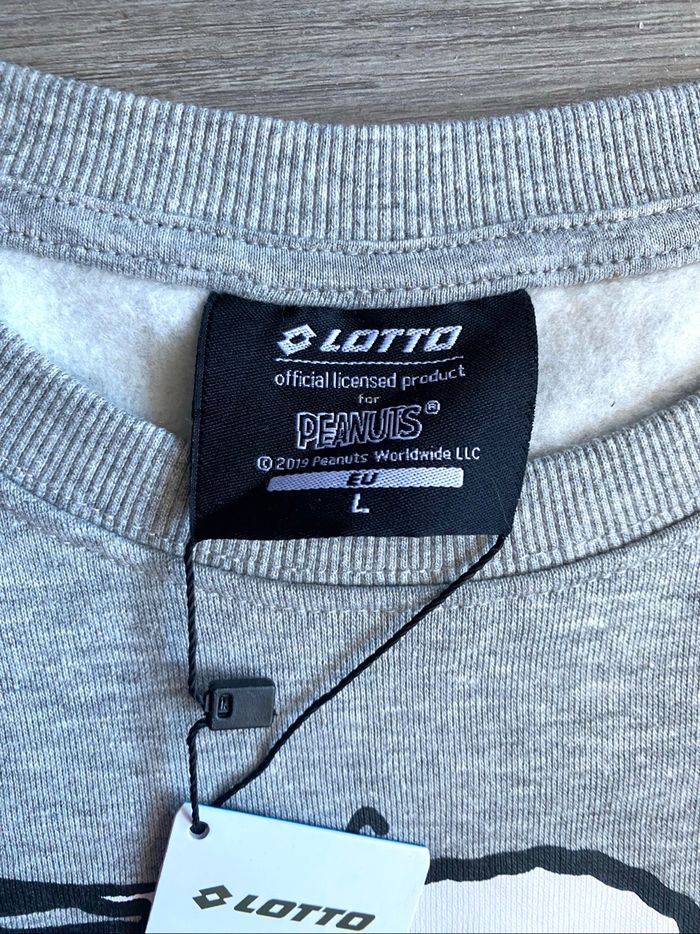 LOTTO
official licensed product
for
PEANUTS®
© 2019 Peanuts Worldwide LLC
EU
L
LOTTO